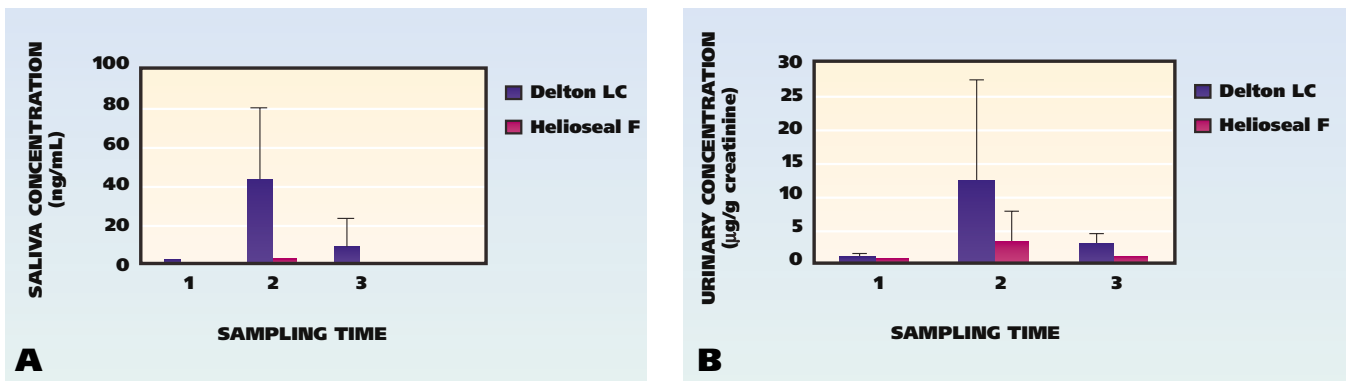 SALIVA CONCENTRATION
(ng/mL)
100
80
60
40
20
0
1 2 3
SAMPLING TIME
Delton LC
Helioseal F
A
URINARY CONCENTRATION
(μg/g creatinine)
30
25
20
15
10
5
0
1 2 3
SAMPLING TIME
Delton LC
Helioseal F
B